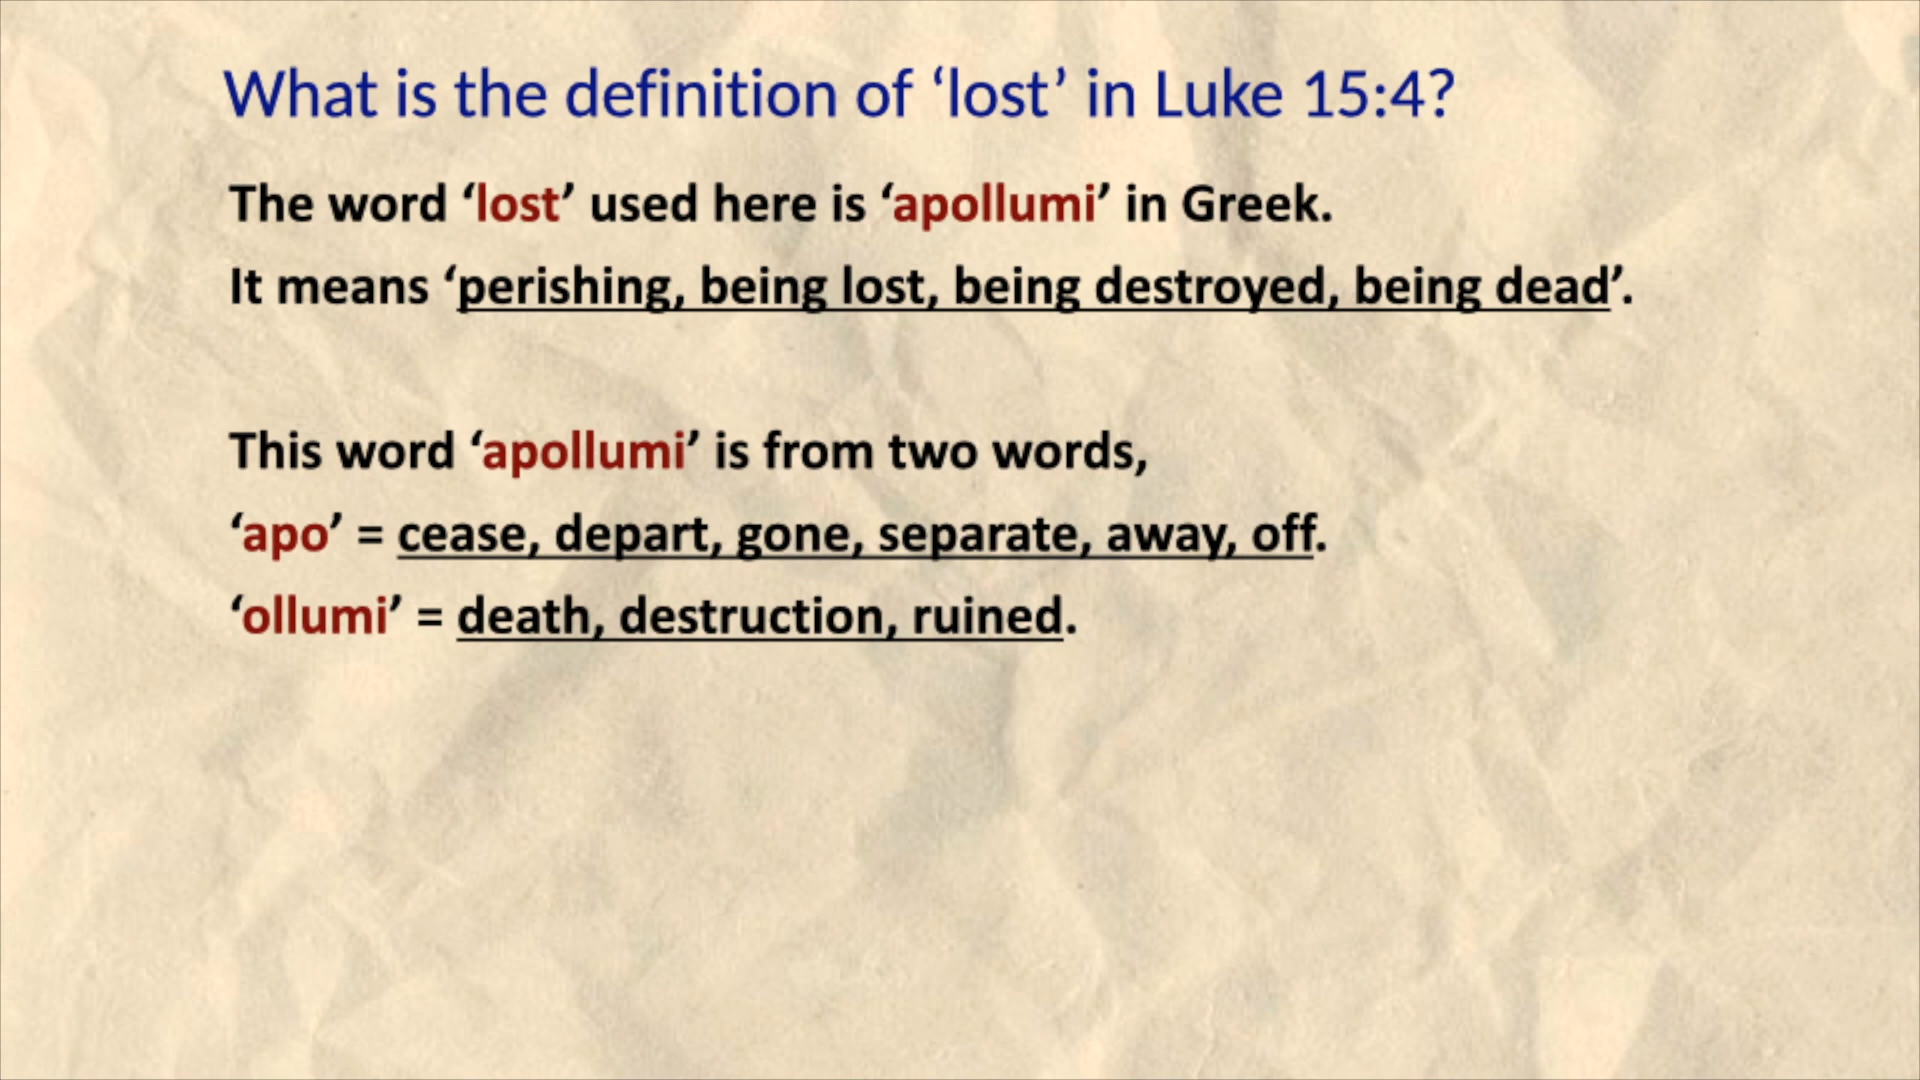 What is the definition of ‘lost’ in Luke 15:4?
The word ‘lost’ used here is ‘apollumi’ in Greek.
It means ‘perishing, being lost, being destroyed, being dead’.
This word ‘apollumi’ is from two words,
‘apo’ = cease, depart, gone, separate, away, off.
‘ollumi’ = death, destruction, ruined.